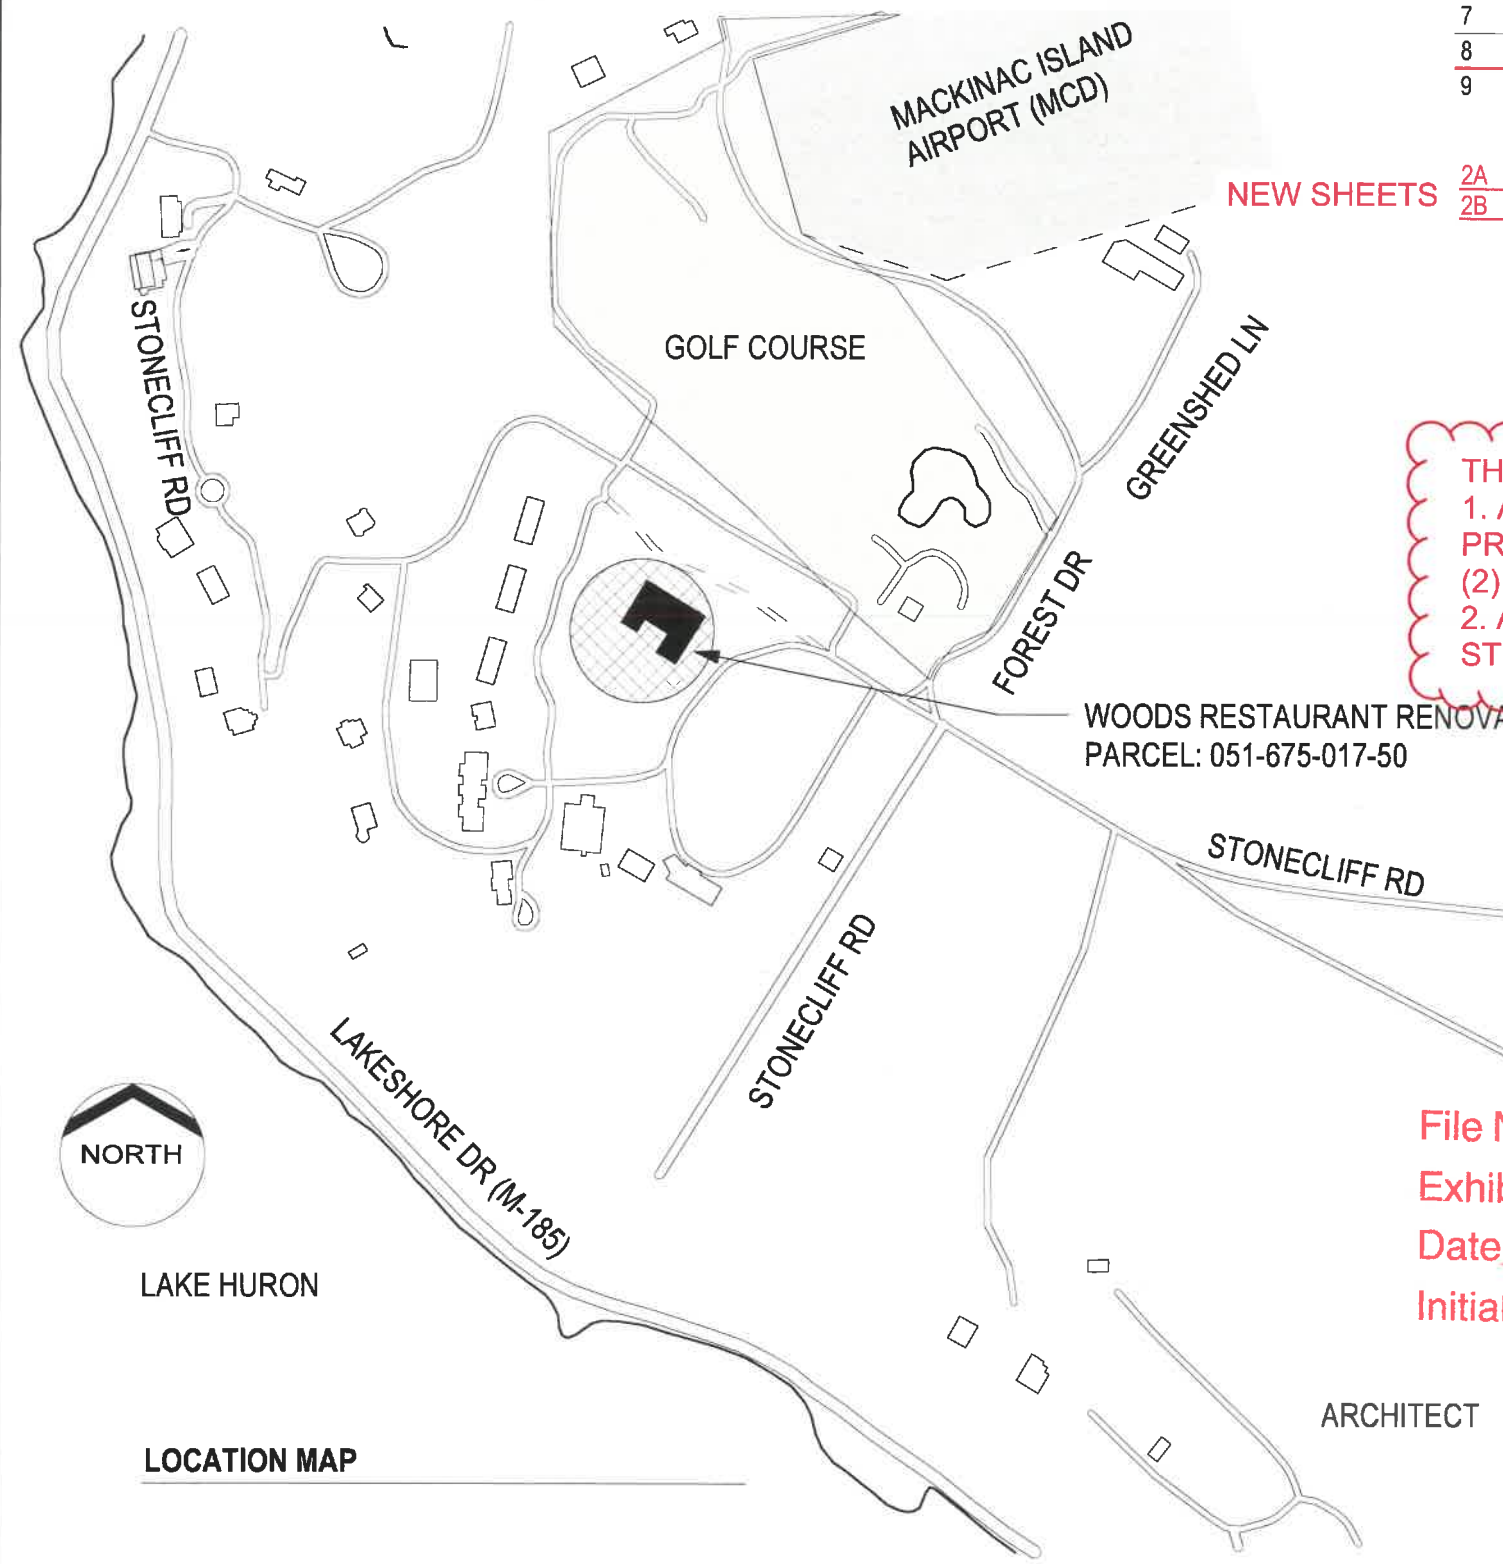 7
8
9
MACKINAC ISLAND
AIRPORT (MCD)
NEW SHEETS
2A
2B
STONECLIFF RD
GOLF COURSE
GREENSHED LN
TH
1. A
PR
(2)
2. A
ST
FOREST DR
WOODS RESTAURANT RENOVA
PARCEL: 051-675-017-50
STONECLIFF RD
STONECLIFF RD
LAKESHORE DR (M-185)
NORTH
File N
Exhib
Date
Initial
LAKE HURON
ARCHITECT
LOCATION MAP